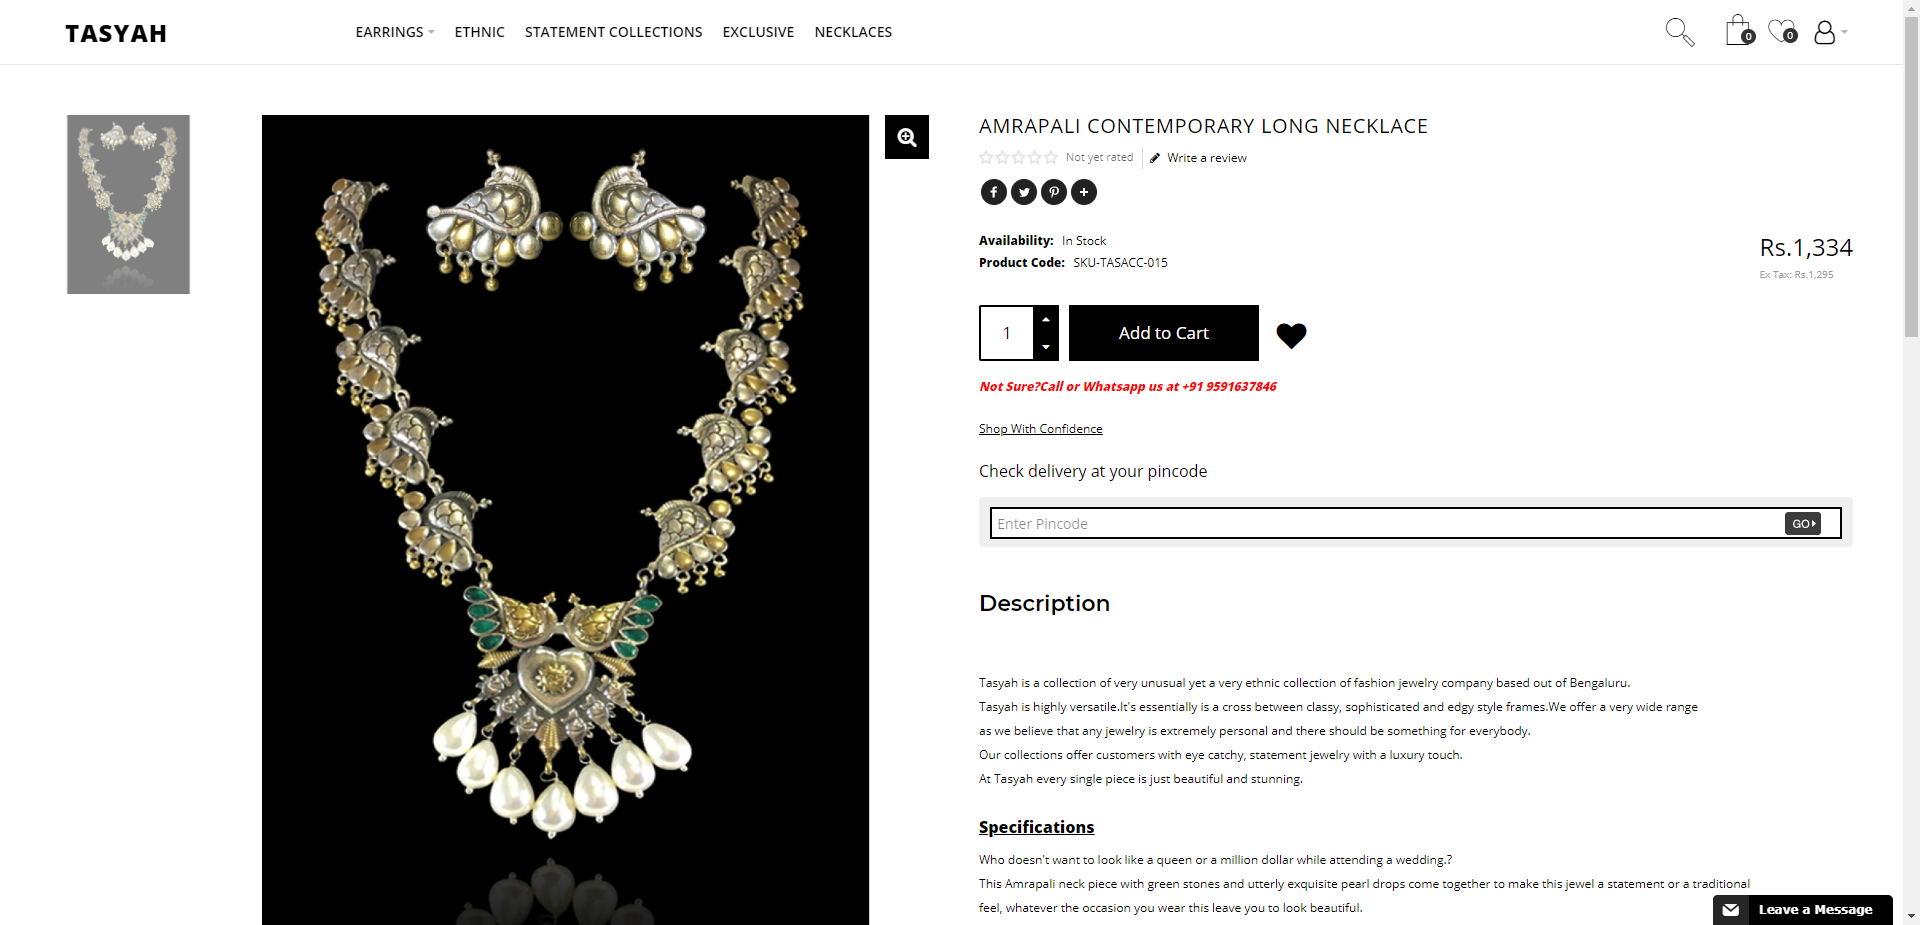 TASYAH
EARRINGS ETHNIC STATEMENT COLLECTIONS EXCLUSIVE NECKLACES
0 0
AMRAPALI CONTEMPORARY LONG NECKLACE
Not yet rated Write a review
Availability: In Stock
Product Code: SKU-TASACC-015
Rs.1,334
Ex Tax: Rs.1,295
1 Add to Cart
Not Sure?Call or Whatsapp us at +91 9591637846
Shop With Confidence
Check delivery at your pincode
Enter Pincode GO
Description
Tasyah is a collection of very unusual yet a very ethnic collection of fashion jewelry company based out of Bengaluru.
Tasyah is highly versatile.It's essentially is a cross between classy, sophisticated and edgy style frames.We offer a very wide range
as we believe that any jewelry is extremely personal and there should be something for everybody.
Our collections offer customers with eye catchy, statement jewelry with a luxury touch.
At Tasyah every single piece is just beautiful and stunning.
Specifications
Who doesn't want to look like a queen or a million dollar while attending a wedding.?
This Amrapali neck piece with green stones and utterly exquisite pearl drops come together to make this jewel a statement or a traditional
feel, whatever the occasion you wear this leave you to look beautiful.
Leave a Message